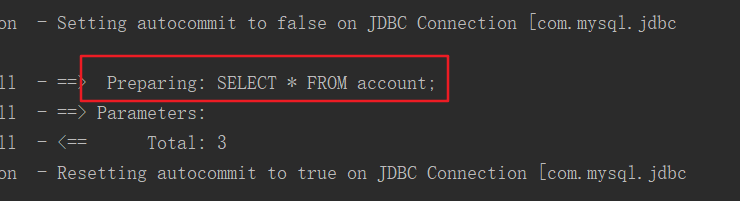 on - Setting autocommit to false on JDBC Connection [com.mysql.jdbc
ll - ==> Preparing: SELECT * FROM account;
ll - ==> Parameters:
ll - <== Total: 3
on - Resetting autocommit to true on JDBC Connection [com.mysql.jdbc